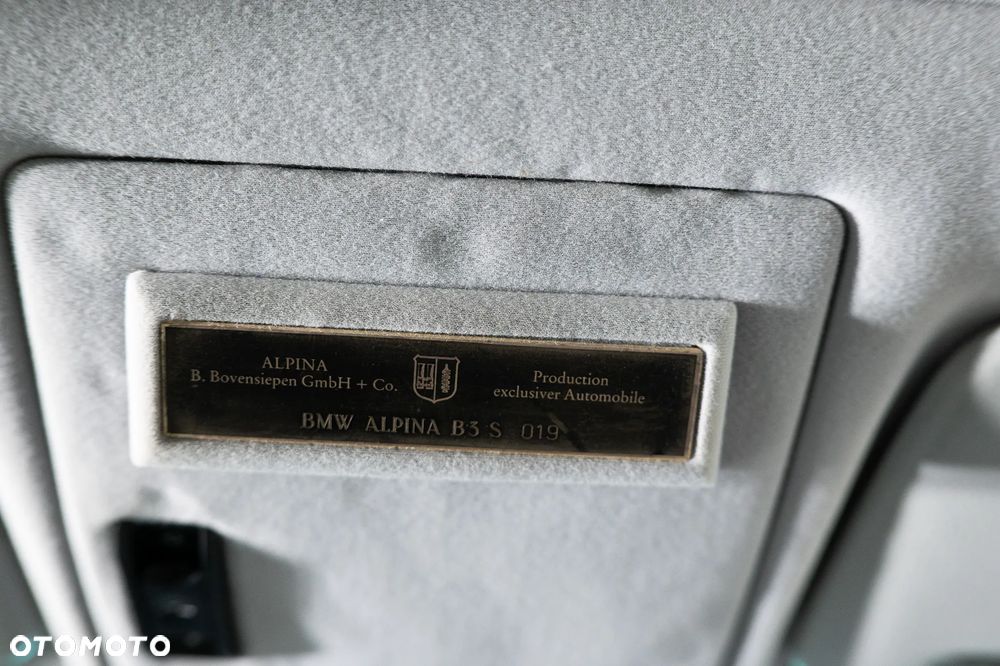 ALPINA
B. Bovensiepen GmbH + Co.
Production
exclusiver Automobile
BMW ALPINA B3 S 019
OTOMOTO